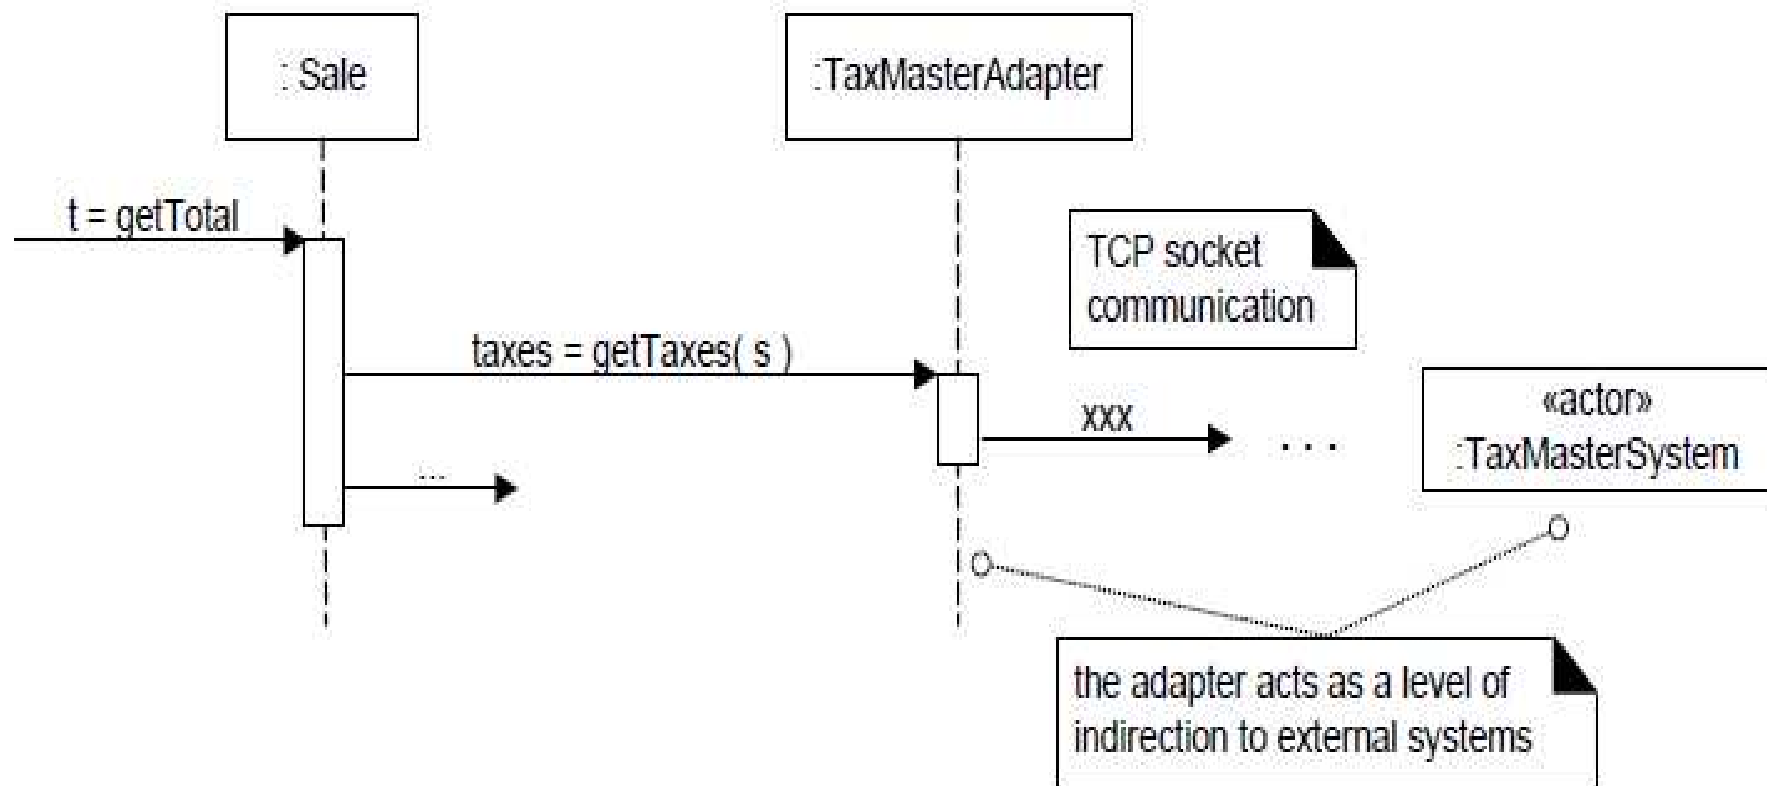 : Sale
:TaxMasterAdapter
t = getTotal
TCP socket
communication
taxes = getTaxes( s )
«actor»
:TaxMasterSystem
xxx
. . .
...
the adapter acts as a level of
indirection to external systems